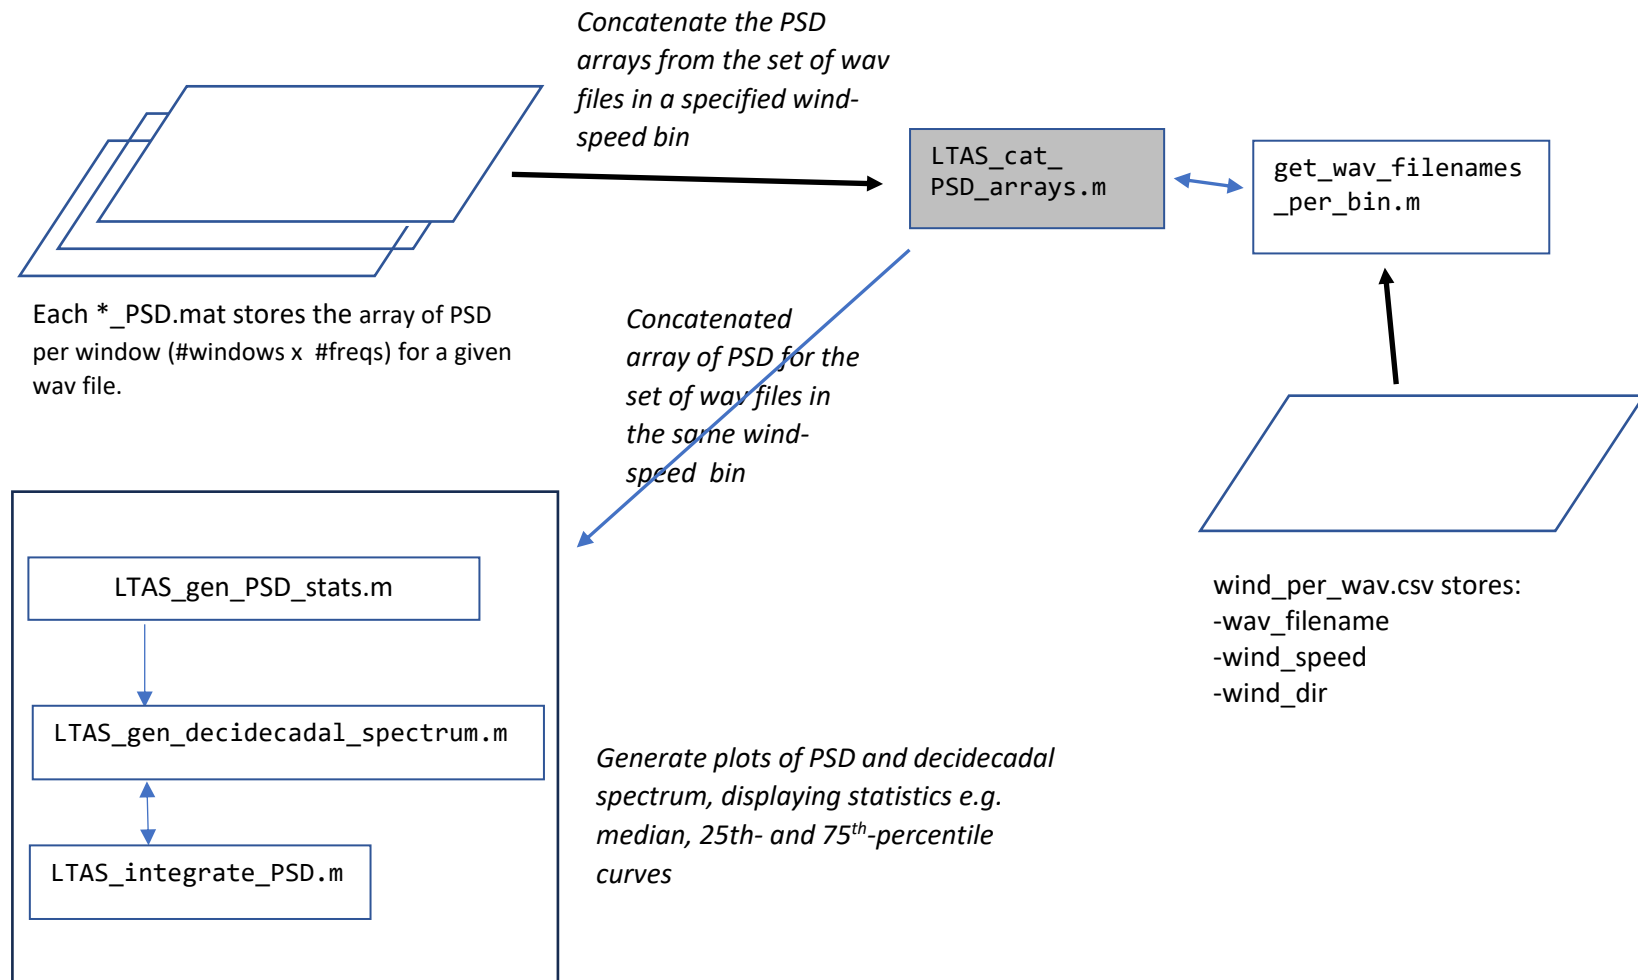 Concatenate the PSD
arrays from the set of wav
files in a specified wind-
speed bin
LTAS_cat_
PSD_arrays.m
get_wav_filenames
_per_bin.m
Each *_PSD.mat stores the array of PSD
per window (#windows x  #freqs) for a given
wav file.
Concatenated
array of PSD for the
set of wav files in
the same wind-
speed  bin
wind_per_wav.csv stores:
-wav_filename
-wind_speed
-wind_dir
LTAS_gen_PSD_stats.m
LTAS_gen_decidecadal_spectrum.m
LTAS_integrate_PSD.m
Generate plots of PSD and decidecadal
spectrum, displaying statistics e.g.
median, 25th- and 75th-percentile
curves